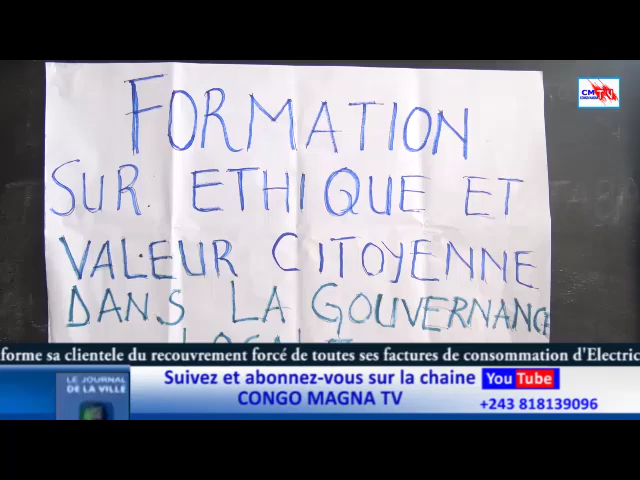 FORMATION
SUR. ETHIQUE ET
VALEUR CITOYENNE
DANS LA GOUVERNANCE
LOCALE
forme sa clientele du recouvrement forcé de toutes ses factures de consommation d'Electric
LE JOURNAL
DE LA VILLE
Suivez et abonnez-vous sur la chaine YouTube
CONGO MAGNA TV
+243 818139096